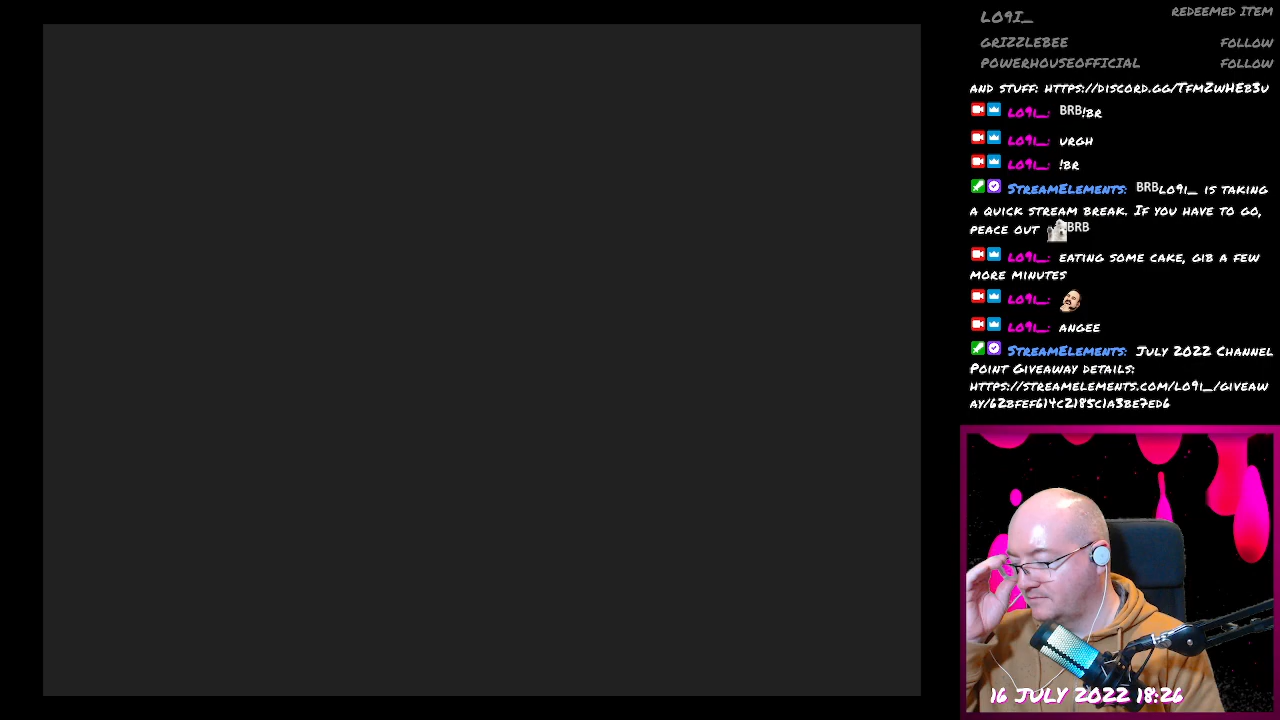 LO9I_ REDEEMED ITEM
GRIZZLEBEE FOLLOW
POWERHOUSEOFFICIAL FOLLOW
AND STUFF: HTTPS://DISCORD.GG/TFMZWHEB3U
LO9I_: BRB!BR
LO9I_: URGH
LO9I_: !BR
STREAMELEMENTS: BRBLO9I_ IS TAKING
A QUICK STREAM BREAK. IF YOU HAVE TO GO,
PEACE OUT BRB
LO9I_: EATING SOME CAKE, GIB A FEW
MORE MINUTES
LO9I_:
LO9I_: ANGEE
STREAMELEMENTS: JULY 2022 CHANNEL
POINT GIVEAWAY DETAILS:
HTTPS://STREAMELEMENTS.COM/LO9I_/GIVEAW
AY/62BFEF614C2185C1A3BE7ED6
16 JULY 2022 18:26